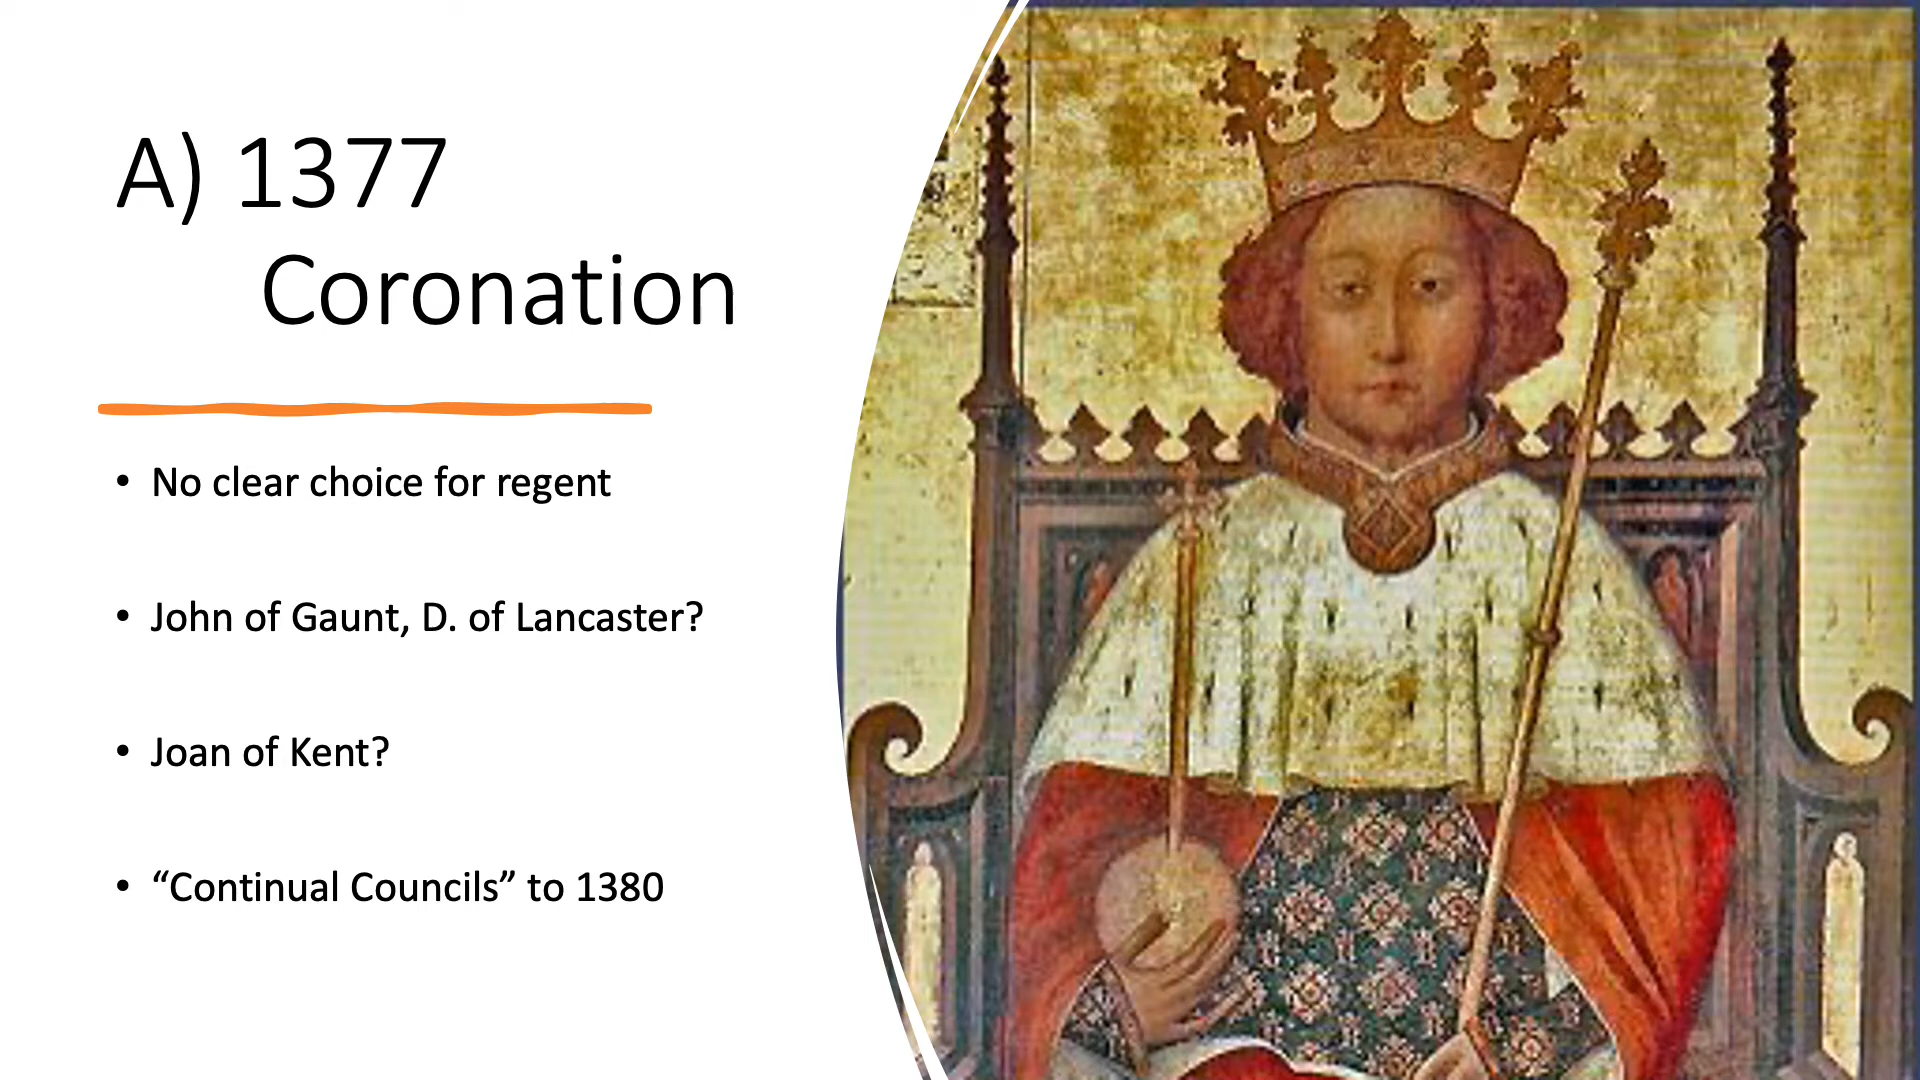 A) 1377
Coronation
• No clear choice for regent
• John of Gaunt, D. of Lancaster?
• Joan of Kent?
• “Continual Councils” to 1380